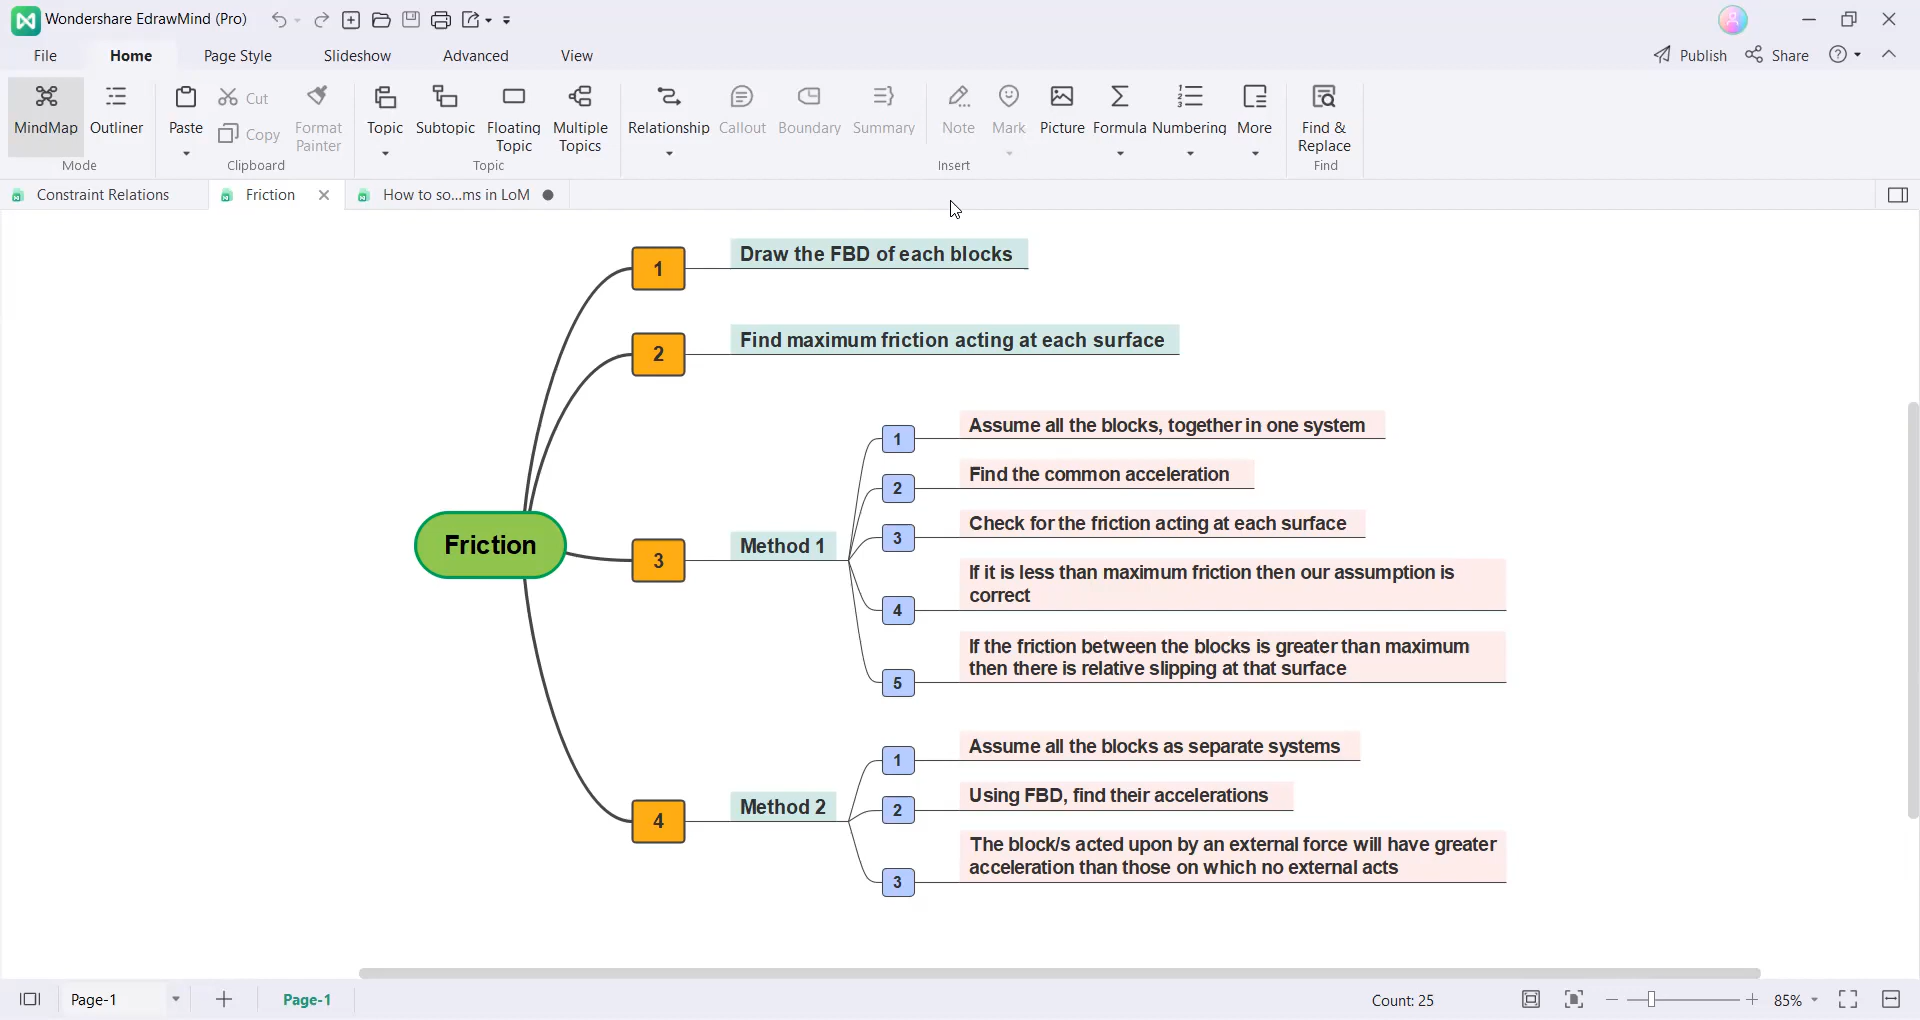 Wondershare EdrawMind (Pro)
File
Home
Page Style
Slideshow
Advanced
View
Publish
Share
MindMap
Outliner
Mode
Paste
Cut
Copy
Format
Painter
Clipboard
Topic
Subtopic
Floating
Topic
Multiple
Topics
Topic
Relationship
Callout
Boundary
Summary
Note
Mark
Picture
Formula
Numbering
More
Insert
Find &
Replace
Find
Constraint Relations
Friction
How to so...ms in LoM
1
Draw the FBD of each blocks
2
Find maximum friction acting at each surface
Friction
3
Method 1
1
Assume all the blocks, together in one system
2
Find the common acceleration
3
Check for the friction acting at each surface
4
If it is less than maximum friction then our assumption is
correct
5
If the friction between the blocks is greater than maximum
then there is relative slipping at that surface
4
Method 2
1
Assume all the blocks as separate systems
2
Using FBD, find their accelerations
3
The block/s acted upon by an external force will have greater
acceleration than those on which no external acts
Page-1
Page-1
Count: 25
85%